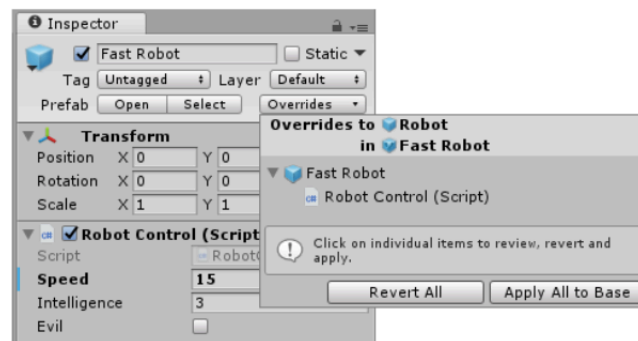 Inspector
Fast Robot Static
Tag Untagged Layer Default
Prefab Open Select Overrides
Overrides to Robot
in Fast Robot
Transform
Position X 0 Y 0
Rotation X 0 Y 0
Scale X 1 Y 1
Fast Robot
Robot Control (Script)
Click on individual items to review, revert and
apply.
Revert All Apply All to Base
Robot Control (Script
Script
Speed 15
Intelligence 3
Evil